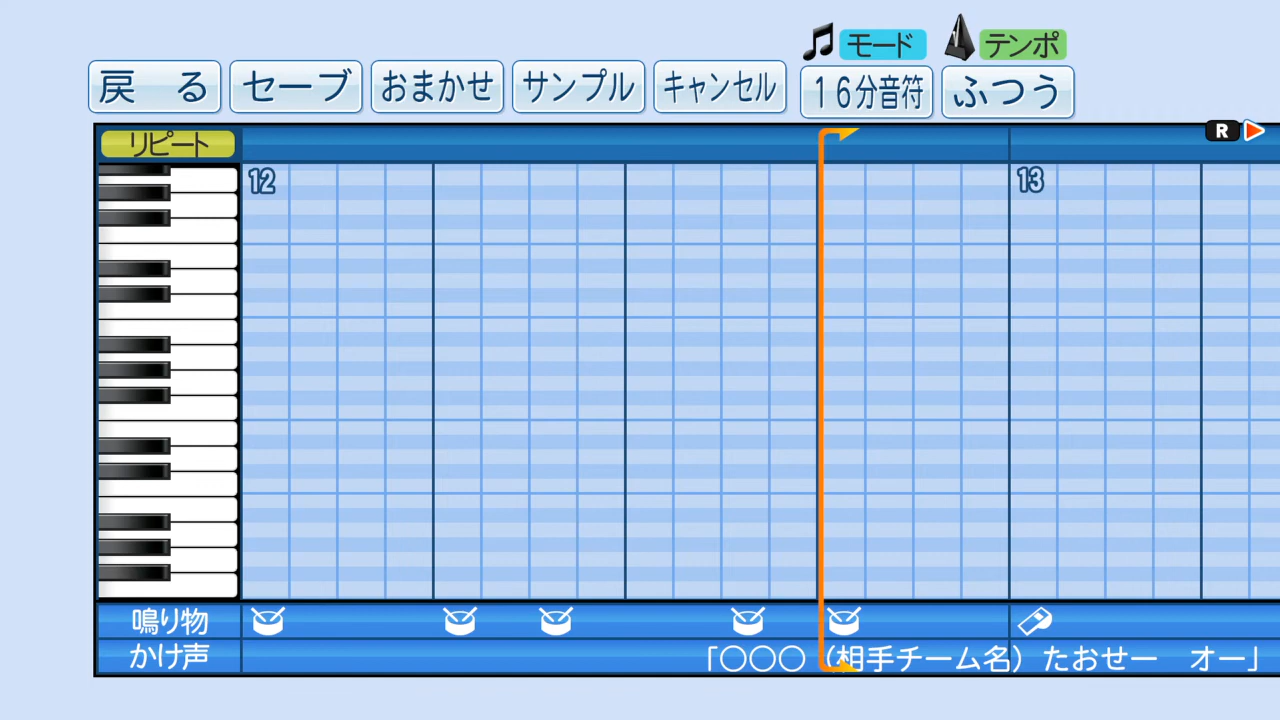 モード テンポ
戻　る セーブ おまかせ サンプル キャンセル １６分音符 ふつう
リピート R
12 13
鳴り物
かけ声 「〇〇〇　（相手チーム名）たおせー　オー」